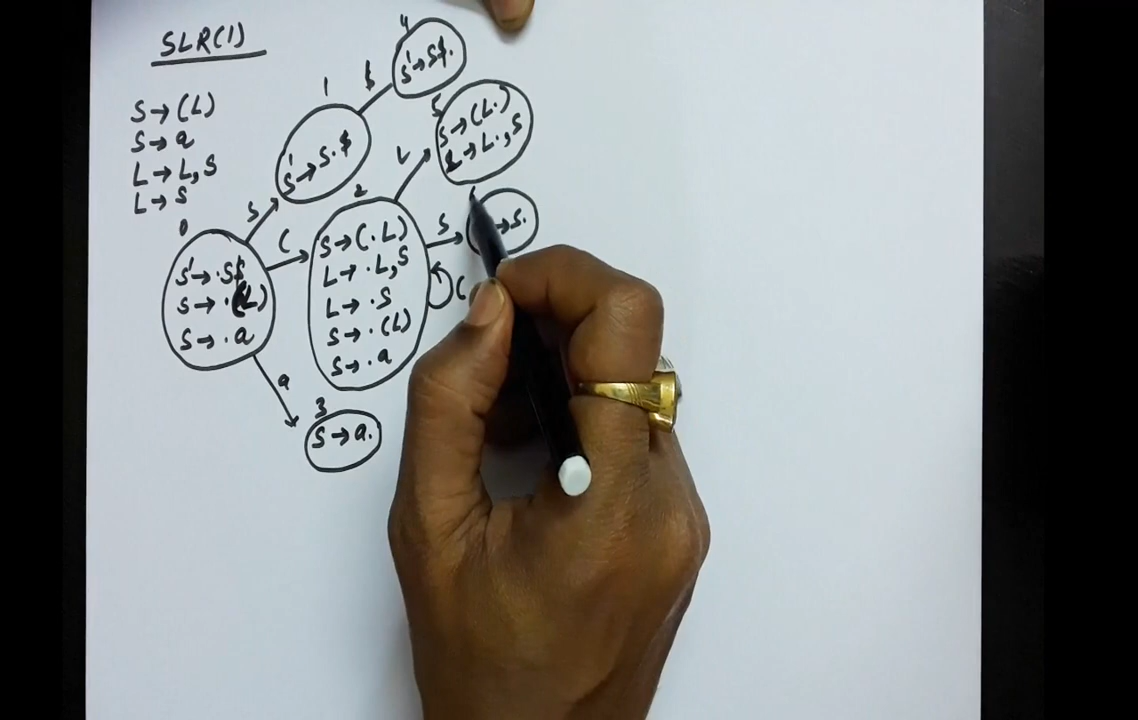 SLR(1)
S → (L)
S → a
L → L, S
L → S
0
S' → .S$
S → .(L)
S → .a
S
(
a
1
S' → S.$
$
4
S' → S$.
2
S → (.L)
L → .L,S
L → .S
S → .(L)
S → .a
L
5
S → (L.)
L → L.,S
S
→ S.
(
3
S → a.